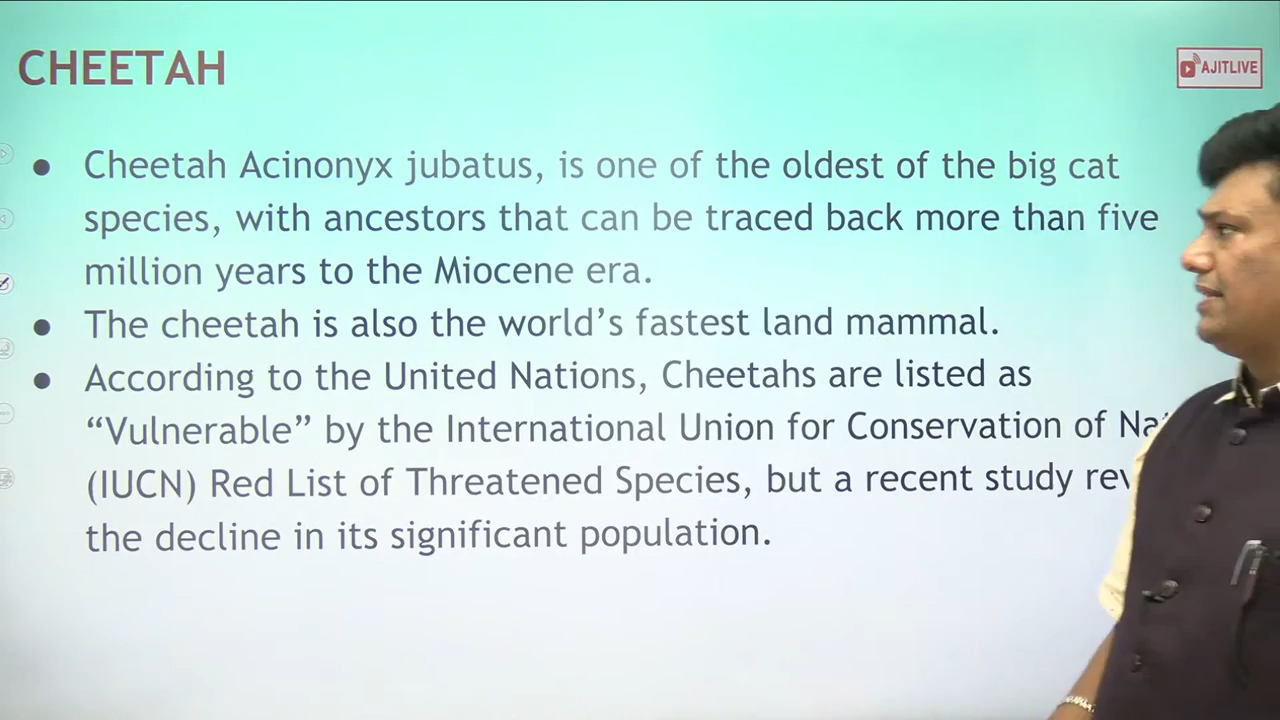 CHEETAH
AJITLIVE
● Cheetah Acinonyx jubatus, is one of the oldest of the big cat
species, with ancestors that can be traced back more than five
million years to the Miocene era.
● The cheetah is also the world’s fastest land mammal.
● According to the United Nations, Cheetahs are listed as
“Vulnerable” by the International Union for Conservation of
(IUCN) Red List of Threatened Species, but a recent study
the decline in its significant population.